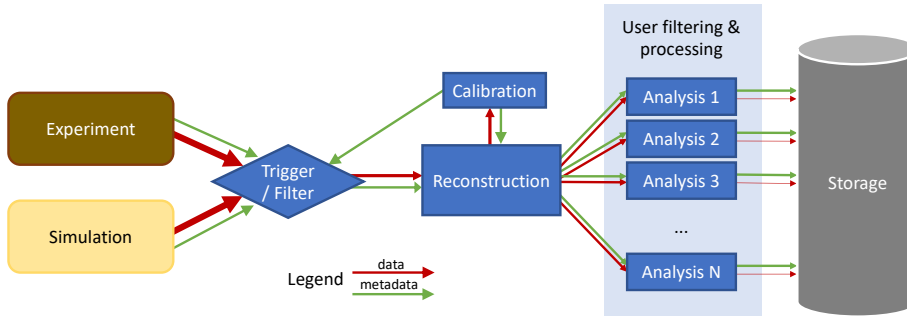 User filtering &
processing
Experiment
Calibration
Analysis 1
Analysis 2
Trigger
/ Filter
Reconstruction
Analysis 3
Storage
Simulation
...
Legend
data
metadata
Analysis N